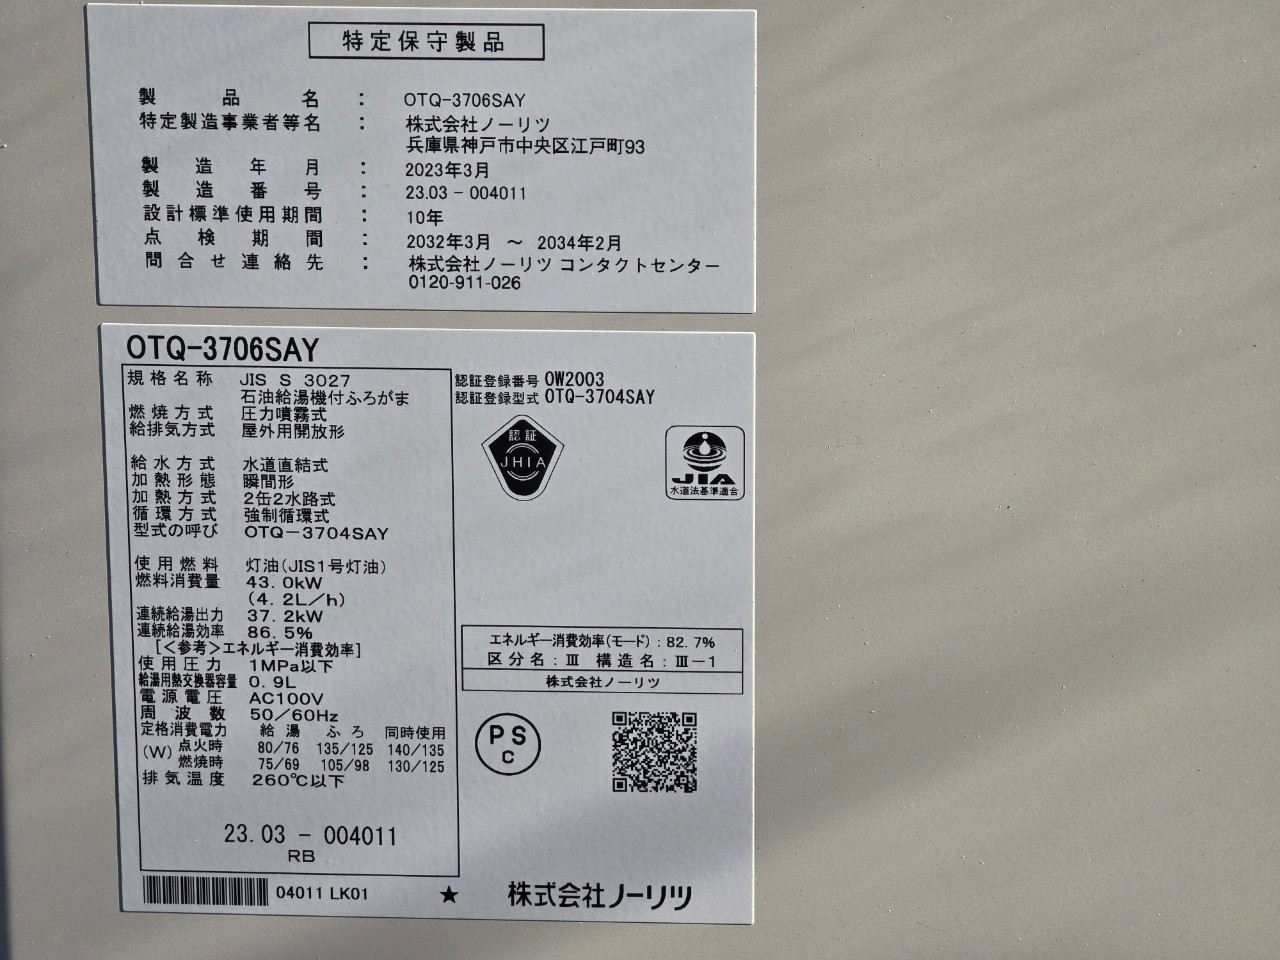 特定保守製品
製品名 : OTQ-3706SAY
特定製造事業者等名 : 株式会社ノーリツ
兵庫県神戸市中央区江戸町93
製造年月 : 2023年3月
製造番号 : 23.03 - 004011
設計標準使用期間 : 10年
点検期間 : 2032年3月 ～ 2034年2月
問合せ連絡先 : 株式会社ノーリツ コンタクトセンター
0120-911-026
OTQ-3706SAY
規格名称 JIS S 3027
石油給湯機付ふろがま
燃焼方式 圧力噴霧式
給排気方式 屋外用開放形
給水方式 水道直結式
加熱形態 瞬間形
加熱方式 2缶2水路式
循環方式 強制循環式
型式の呼び OTQ-3704SAY
使用燃料 灯油(JIS1号灯油)
燃料消費量 43.0kW
(4.2L/h)
連続給湯出力 37.2kW
連続給湯効率 86.5%
[<参考>エネルギー消費効率]
使用圧力 1MPa以下
給湯用熱交換器容量 0.9L
電源電圧 AC100V
周波数 50/60Hz
定格消費電力 給湯 ふろ 同時使用
(W) 点火時 80/76 135/125 140/135
燃焼時 75/69 105/98 130/125
排気温度 260℃以下
23.03 - 004011
RB
04011 LK01
認証登録番号 0W2003
認証登録型式 OTQ-3704SAY
認証
JHIA
JIA
水道法基準適合
エネルギー消費効率(モード) : 82.7%
区分名 : Ⅲ 構造名 : Ⅲ-1
株式会社ノーリツ
PS
C
★ 株式会社ノーリツ